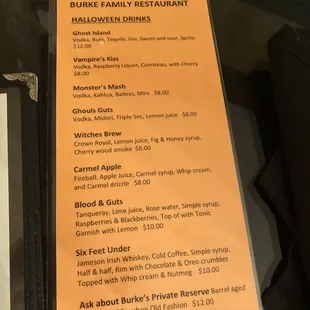 BURKE FAMILY RESTAURANT
HALLOWEEN DRINKS
Ghost Island
Vodka, Rum, Tequila, Gin, Sweet and sour, Sprite
$12.00
Vampire's Kiss
Vodka, Raspberry Liquor, Cointreau, with Cherry
$8.00
Monster's Mash
Vodka, Kahlua, Baileys, Mint $8.00
Ghouls Guts
Vodka, Midori, Triple Sec, Lemon juice $8.00
Witches Brew
Crown Royal, Lemon juice, Fig & Honey syrup,
Cherry wood smoke $8.00
Carmel Apple
Fireball, Apple Juice, Carmel syrup, Whip cream,
and Carmel drizzle $8.00
Blood & Guts
Tanqueray, Lime juice, Rose water, Simple syrup,
Raspberries & Blackberries, Top of with Tonic
Garnish with Lemon $10.00
Six Feet Under
Jameson Irish Whiskey, Cold Coffee, Simple syrup,
Half & half, Rim with Chocolate & Oreo crumbles
Topped with Whip cream & Nutmeg $10.00
Ask about Burke's Private Reserve Barrel aged
Old Fashion $12.00